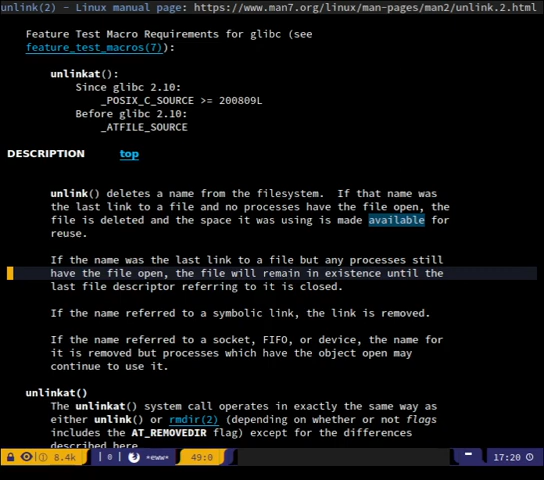 unlink(2) - Linux manual page: https://www.man7.org/linux/man-pages/man2/unlink.2.html
Feature Test Macro Requirements for glibc (see
feature_test_macros(7)):
unlinkat():
Since glibc 2.10:
_POSIX_C_SOURCE >= 200809L
Before glibc 2.10:
_ATFILE_SOURCE
DESCRIPTION top
unlink() deletes a name from the filesystem. If that name was
the last link to a file and no processes have the file open, the
file is deleted and the space it was using is made available for
reuse.
If the name was the last link to a file but any processes still
have the file open, the file will remain in existence until the
last file descriptor referring to it is closed.
If the name referred to a symbolic link, the link is removed.
If the name referred to a socket, FIFO, or device, the name for
it is removed but processes which have the object open may
continue to use it.
unlinkat()
The unlinkat() system call operates in exactly the same way as
either unlink() or rmdir(2) (depending on whether or not flags
includes the AT_REMOVEDIR flag) except for the differences
described here.
8.4k | 0 | *eww* 49:0 17:20